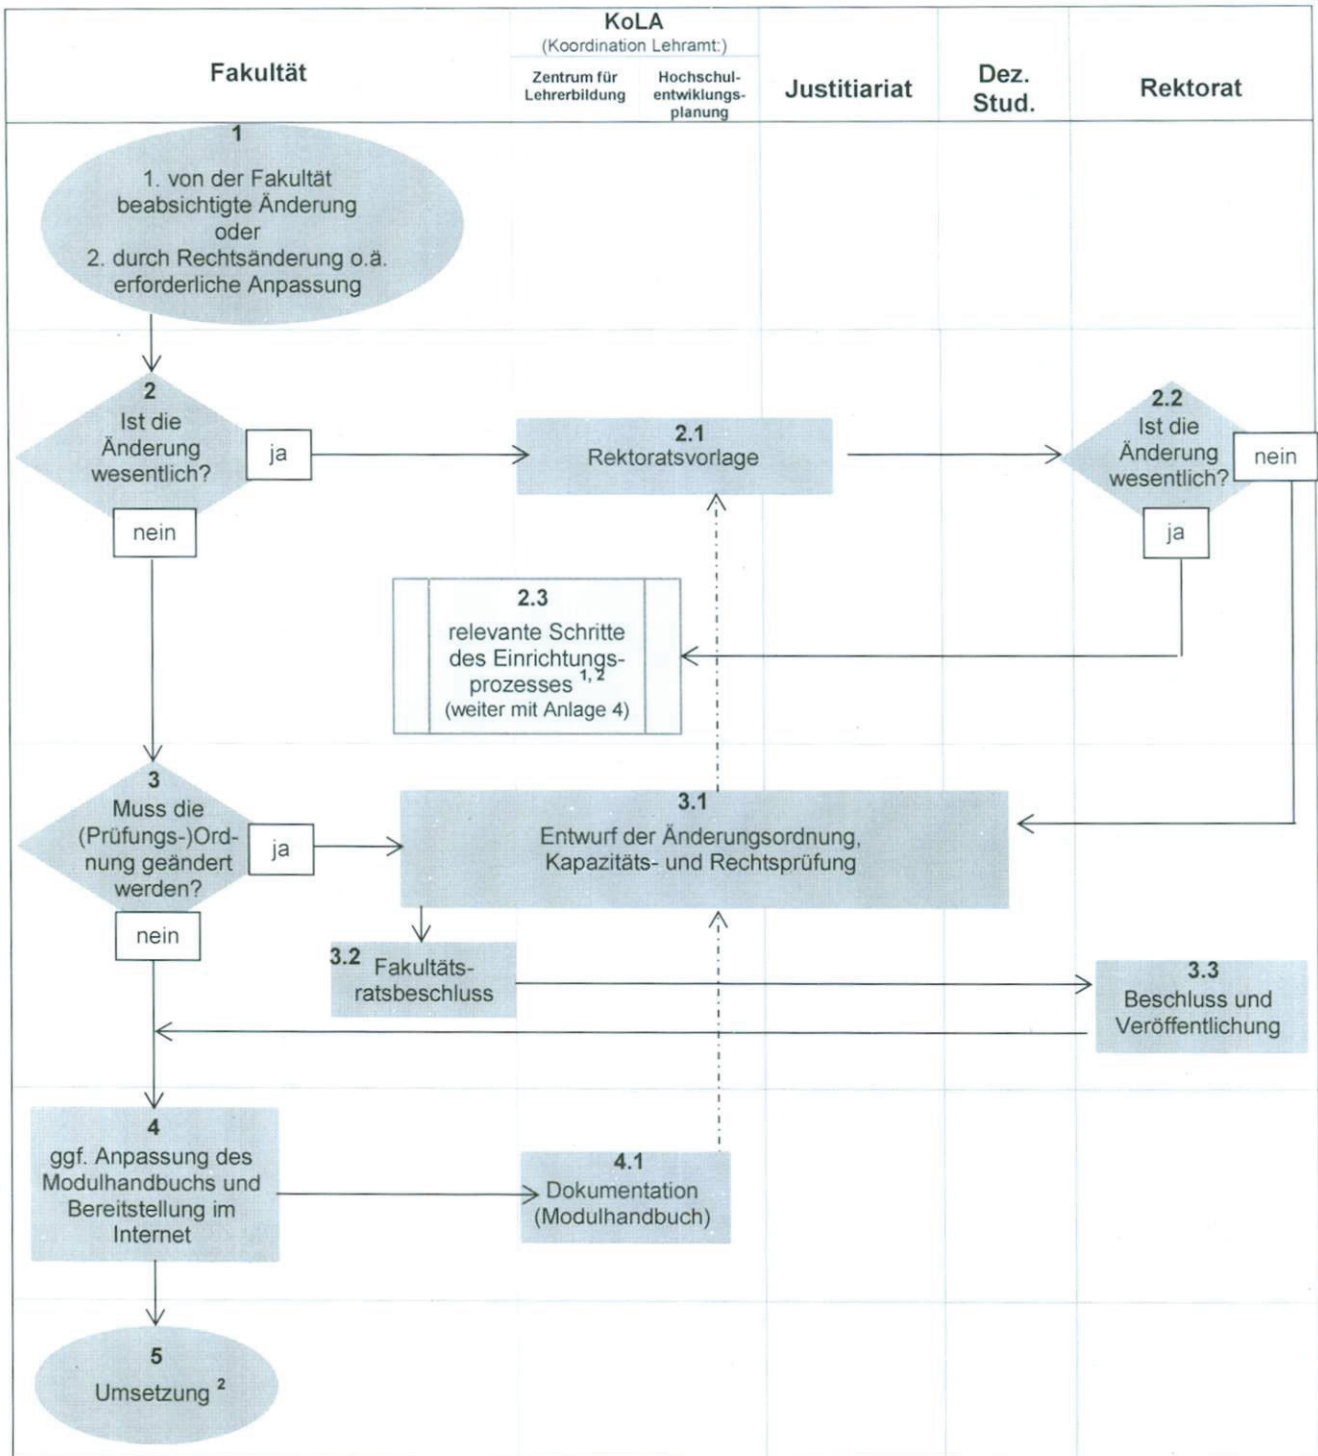 Fakultät
KoLA
(Koordination Lehramt:)
Zentrum für
Lehrerbildung
Hochschul-
entwicklungs-
planung
Justitiariat
Dez.
Stud.
Rektorat
1
1. von der Fakultät
beabsichtigte Änderung
oder
2. durch Rechtsänderung o.ä.
erforderliche Anpassung
2
Ist die
Änderung
wesentlich?
ja
nein
2.1
Rektoratsvorlage
2.2
Ist die
Änderung
wesentlich?
nein
ja
2.3
relevante Schritte
des Einrichtungs-
prozesses 1, 2
(weiter mit Anlage 4)
3
Muss die
(Prüfungs-)Ord-
nung geändert
werden?
ja
nein
3.1
Entwurf der Änderungsordnung,
Kapazitäts- und Rechtsprüfung
3.2
Fakultäts-
ratsbeschluss
3.3
Beschluss und
Veröffentlichung
4
ggf. Anpassung des
Modulhandbuchs und
Bereitstellung im
Internet
4.1
Dokumentation
(Modulhandbuch)
5
Umsetzung 2